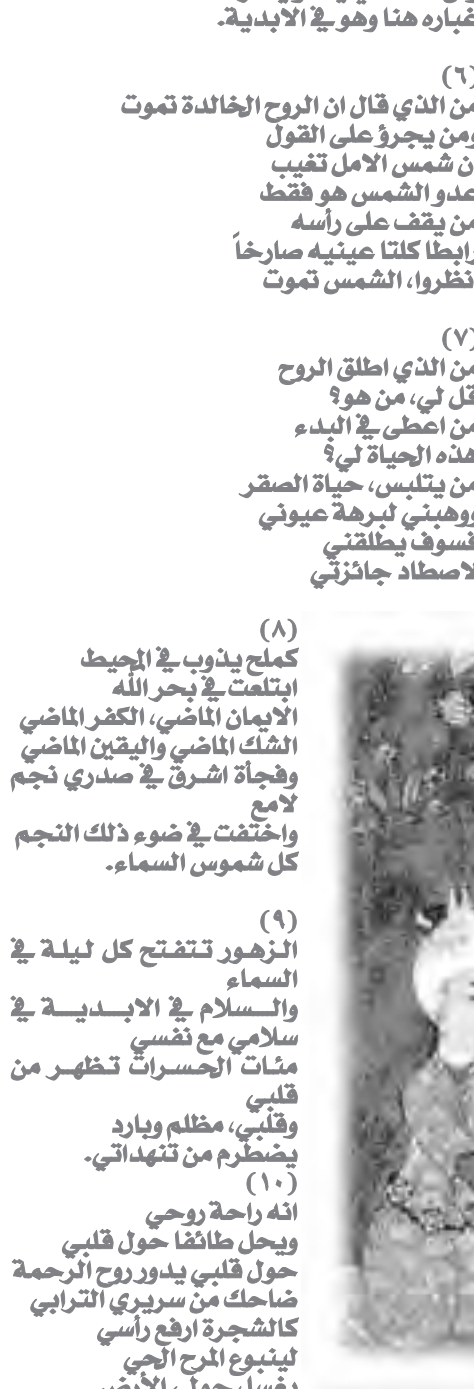 غباره هنا وهو في الابدية.
(٦)
من الذي قال ان الروح الخالدة تموت
ومن يجرؤ على القول
ن شمس الامل تغيب
عدو الشمس هو فقط
من يقف على رأسه
رابطا كلتا عينيه صارخاً
نظروا، الشمس تموت
(٧)
من الذي اطلق الروح
قل لي، من هو؟
من اعطى في البدء
هذه الحياة لي؟
من يتلبس، حياة الصقر
ووهبني لبرهة عيوني
فسوف يطلقني
لاصطاد جائزتي
(٨)
كملح يذوب في المحيط
ابتلعت في بحر الله
الايمان الماضي، الكفر الماضي
الشك الماضي واليقين الماضي
وفجأة اشرق في صدري نجم
لامع
واختفت في ضوء ذلك النجم
كل شموس السماء.
(٩)
الزهور تتفتح كل ليلة في
السماء
والسلام في الابدية في
سلامي مع نفسي
مئات الحسرات تظهر من
قلبي
وقلبي، مظلم وبارد
يضطرم من تنهداتي.
(١٠)
انه راحة روحي
ويحل طائفا حول قلبي
حول قلبي يدور روح الرحمة
ضاحك من سريري الترابي
كالشجرة ارفع رأسي
لينبوع المرح الحي
يغسل حولي الأرض